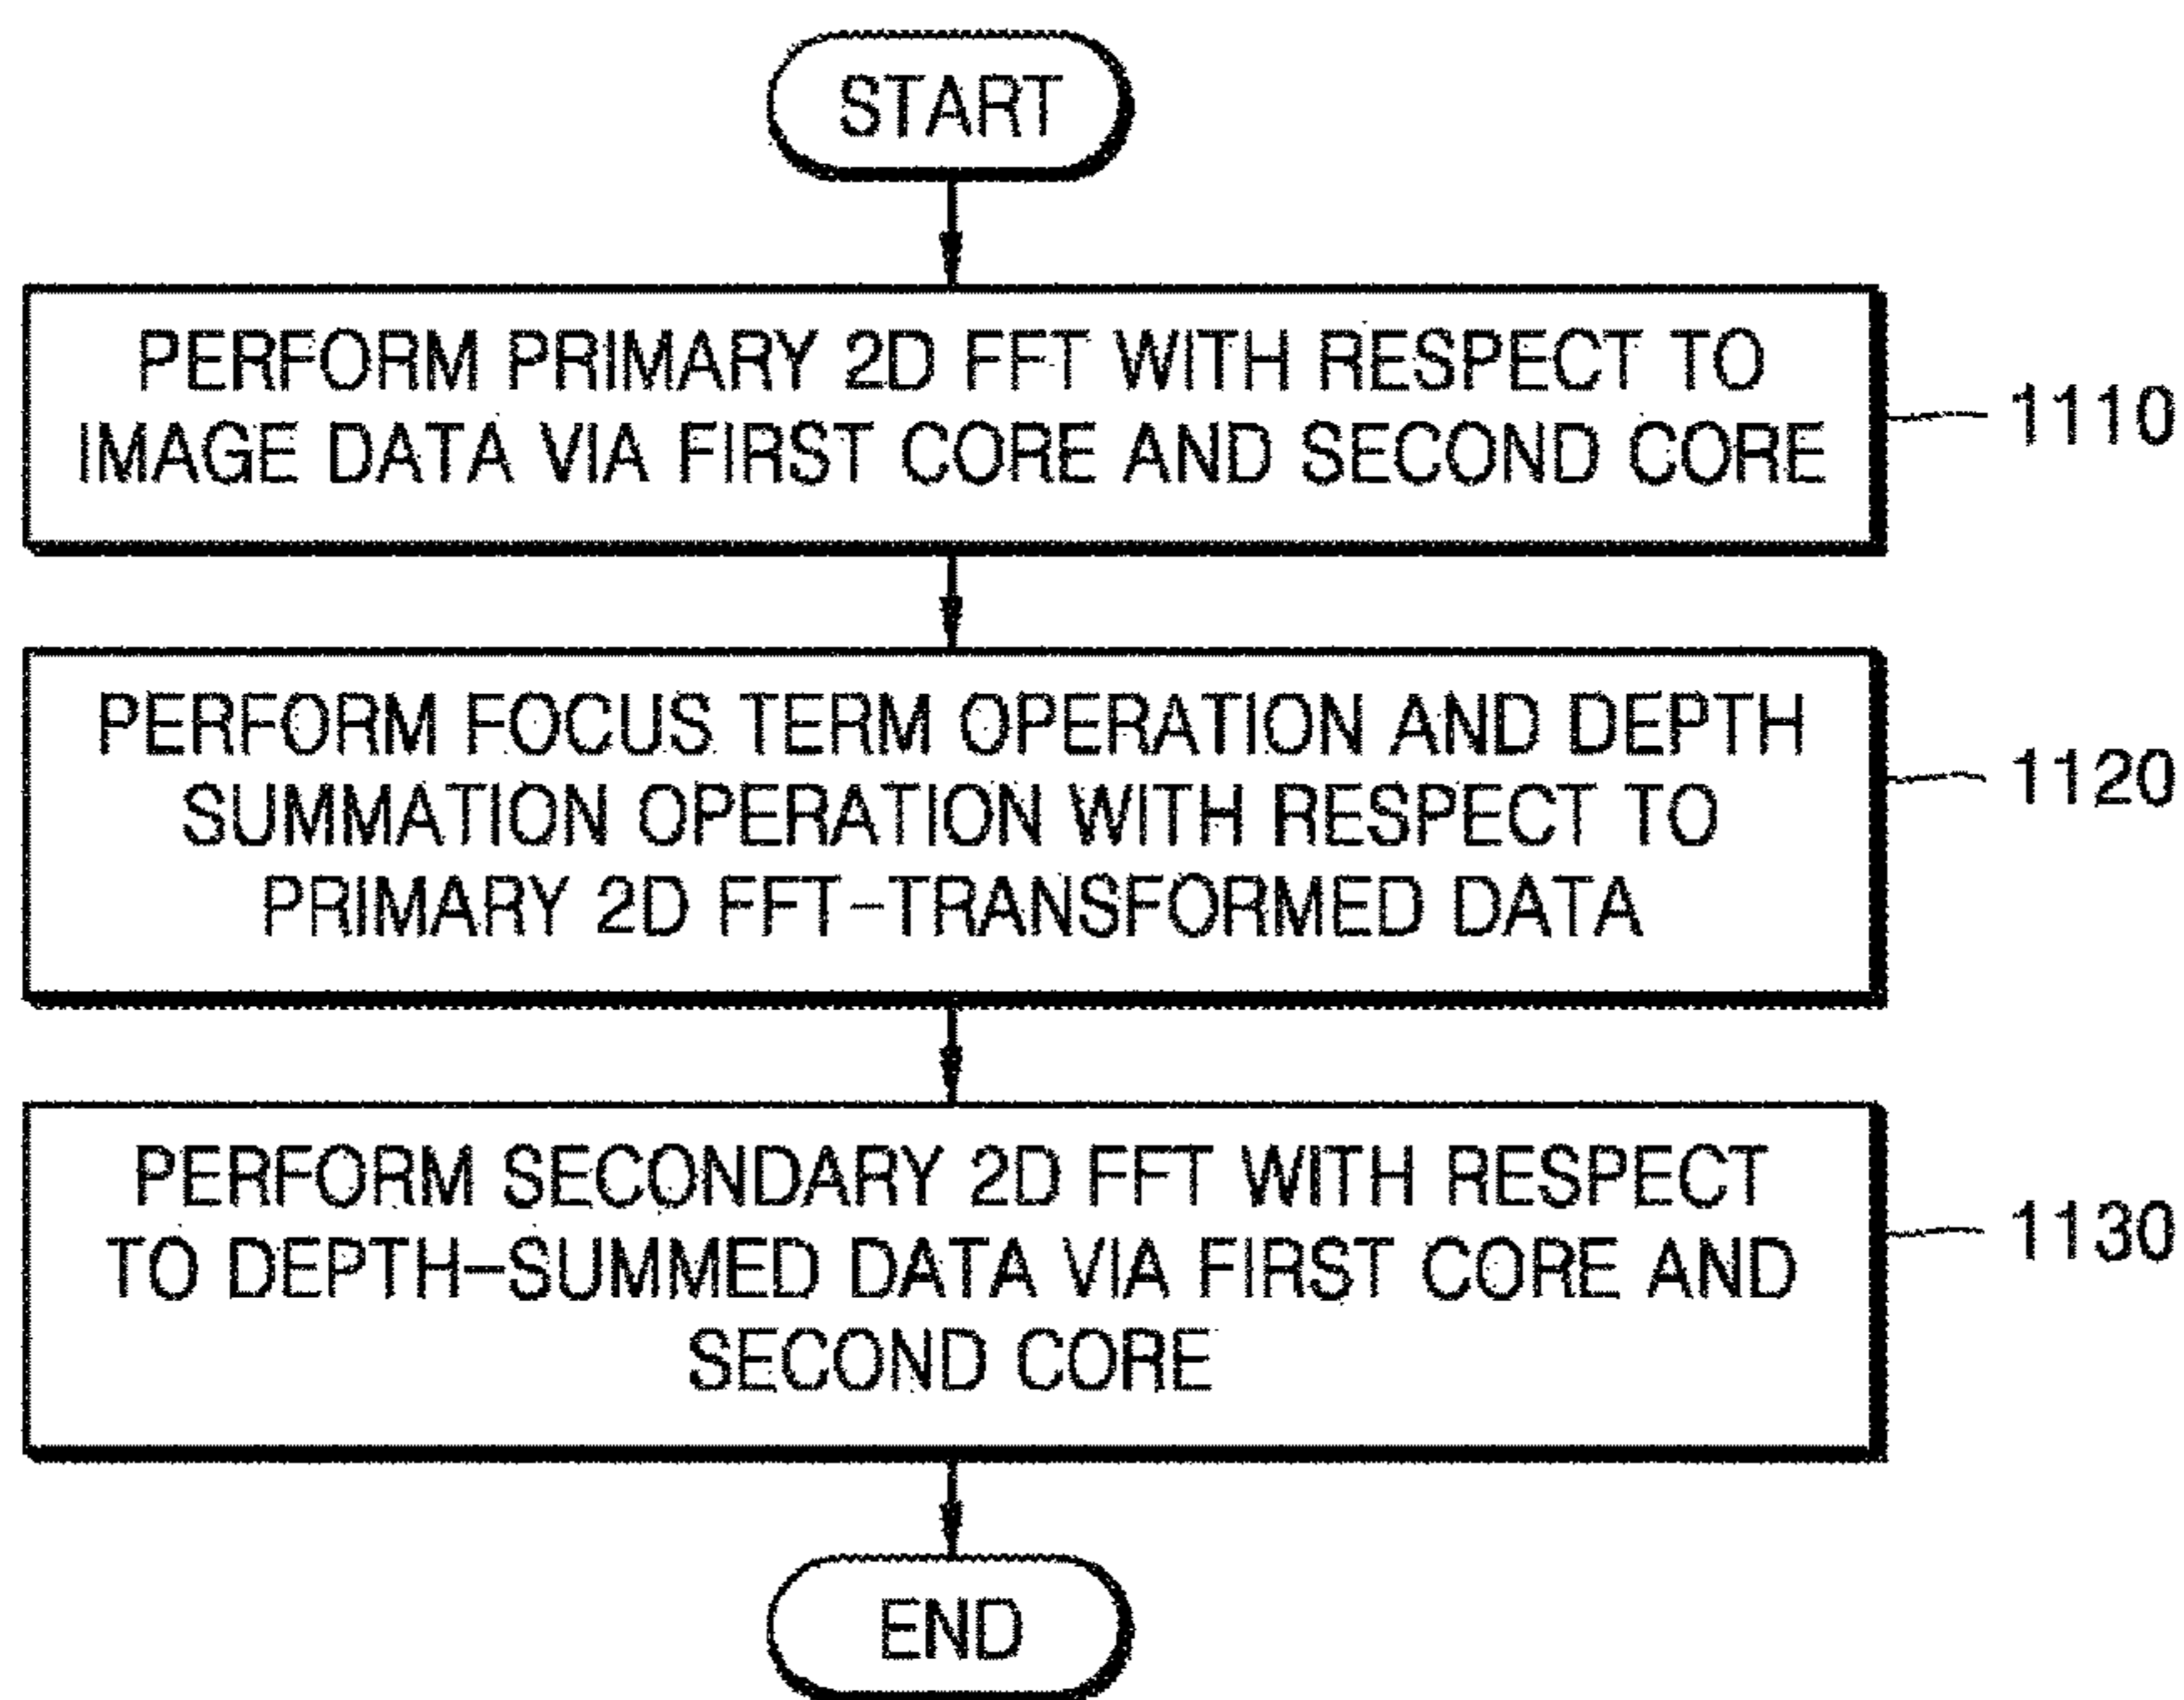 START
PERFORM PRIMARY 2D FFT WITH RESPECT TO
IMAGE DATA VIA FIRST CORE AND SECOND CORE
1110
PERFORM FOCUS TERM OPERATION AND DEPTH
SUMMATION OPERATION WITH RESPECT TO
PRIMARY 2D FFT-TRANSFORMED DATA
1120
PERFORM SECONDARY 2D FFT WITH RESPECT
TO DEPTH-SUMMED DATA VIA FIRST CORE AND
SECOND CORE
1130
END